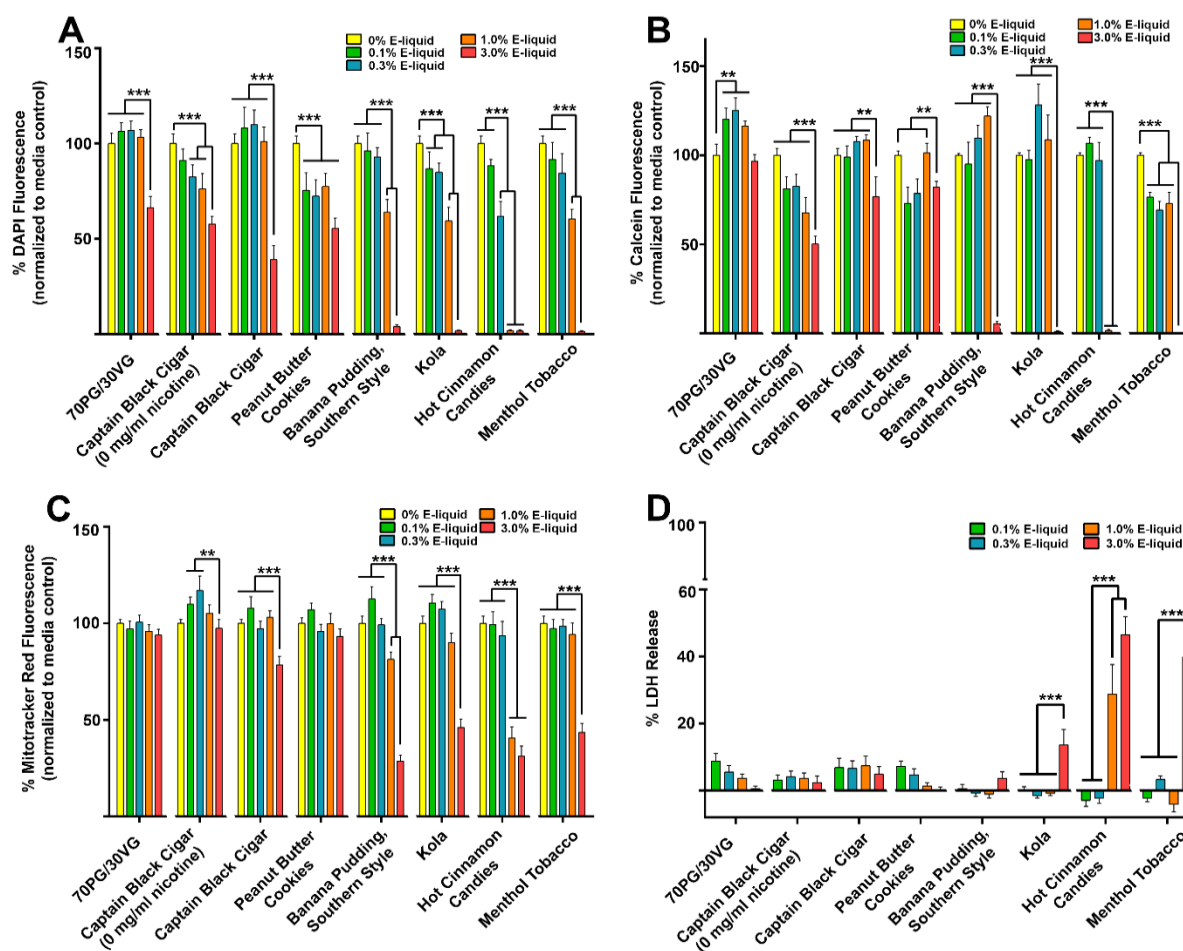 A
0% E-liquid
0.1% E-liquid
0.3% E-liquid
1.0% E-liquid
3.0% E-liquid
% DAPI Fluorescence
(normalized to media control)
150
100
50
***
***
***
***
***
***
***
***
70PG/30VG
Captain Black Cigar
(0 mg/ml nicotine)
Captain Black Cigar
Peanut Butter
Cookies
Banana Pudding,
Southern Style
Kola
Hot Cinnamon
Candies
Menthol Tobacco
B
0% E-liquid
0.1% E-liquid
0.3% E-liquid
1.0% E-liquid
3.0% E-liquid
% Calcein Fluorescence
(normalized to media control)
150
100
50
**
***
**
**
***
***
***
***
70PG/30VG
Captain Black Cigar
(0 mg/ml nicotine)
Captain Black Cigar
Peanut Butter
Cookies
Banana Pudding,
Southern Style
Kola
Hot Cinnamon
Candies
Menthol Tobacco
C
0% E-liquid
0.1% E-liquid
0.3% E-liquid
1.0% E-liquid
3.0% E-liquid
% Mitotracker Red Fluorescence
(normalized to media control)
150
100
50
**
***
***
***
***
***
70PG/30VG
Captain Black Cigar
(0 mg/ml nicotine)
Captain Black Cigar
Peanut Butter
Cookies
Banana Pudding,
Southern Style
Kola
Hot Cinnamon
Candies
Menthol Tobacco
D
0.1% E-liquid
0.3% E-liquid
1.0% E-liquid
3.0% E-liquid
% LDH Release
100
60
40
20
***
***
***
70PG/30VG
Captain Black Cigar
(0 mg/ml nicotine)
Captain Black Cigar
Peanut Butter
Cookies
Banana Pudding,
Southern Style
Kola
Hot Cinnamon
Candies
Menthol Tobacco